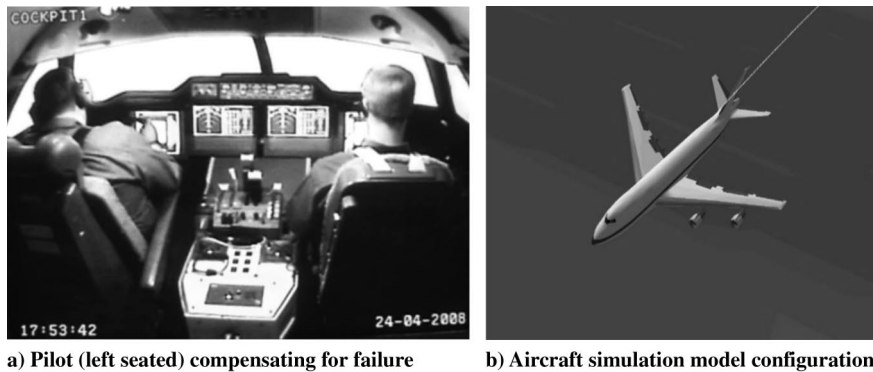 COCKPIT1
17:53:42
24-04-2008
a) Pilot (left seated) compensating for failure
b) Aircraft simulation model configuration